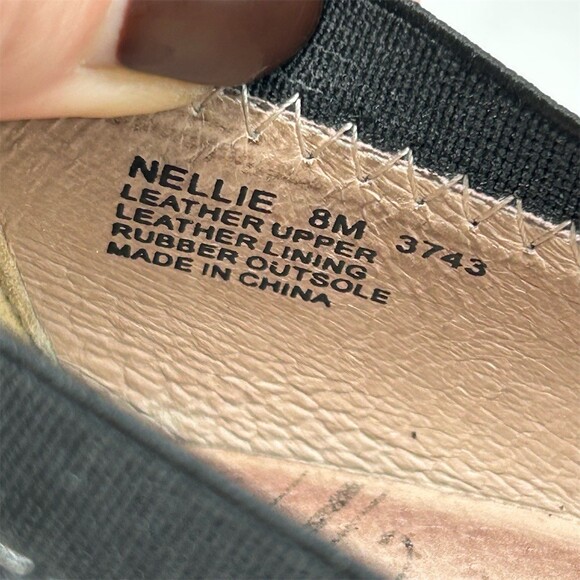 NELLIE 8M 3743
LEATHER UPPER
LEATHER LINING
RUBBER OUTSOLE
MADE IN CHINA